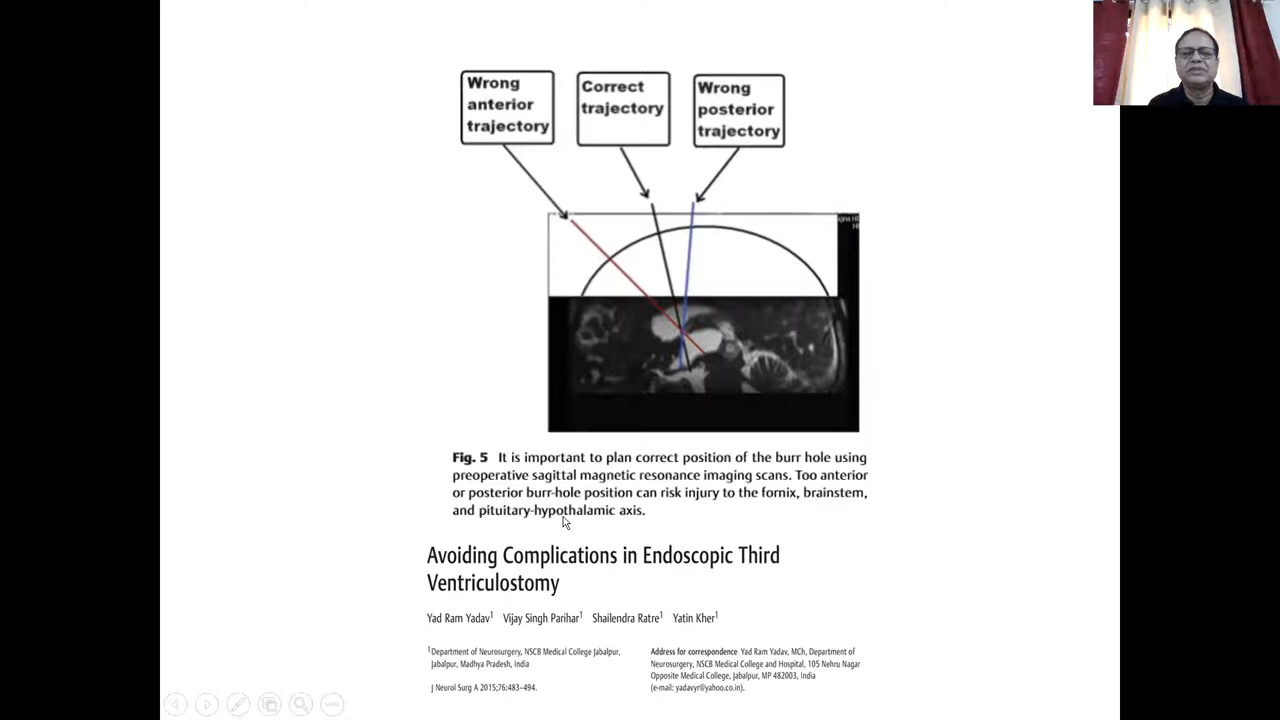 Wrong
anterior
trajectory
Correct
trajectory
Wrong
posterior
trajectory
Fig. 5 It is important to plan correct position of the burr hole using
preoperative sagittal magnetic resonance imaging scans. Too anterior
or posterior burr-hole position can risk injury to the fornix, brainstem,
and pituitary-hypothalamic axis.
Avoiding Complications in Endoscopic Third
Ventriculostomy
Yad Ram Yadav1 Vijay Singh Parihar1 Shailendra Ratre1 Yatin Kher1
1 Department of Neurosurgery, NSCB Medical College Jabalpur,
Jabalpur, Madhya Pradesh, India
J Neurol Surg A 2015;76:483–494.
Address for correspondence Yad Ram Yadav, MCh, Department of
Neurosurgery, NSCB Medical College and Hospital, 105 Nehru Nagar
Opposite Medical College, Jabalpur, MP 482003, India
(e-mail: yadavyr@yahoo.co.in).